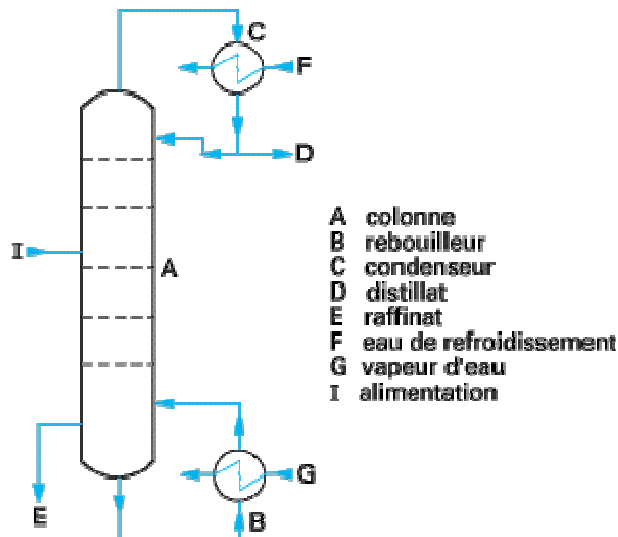 C
F
D
I
A
A colonne
B rebouilleur
C condenseur
D distillat
E raffinat
F eau de refroidissement
G vapeur d'eau
I alimentation
G
E
B